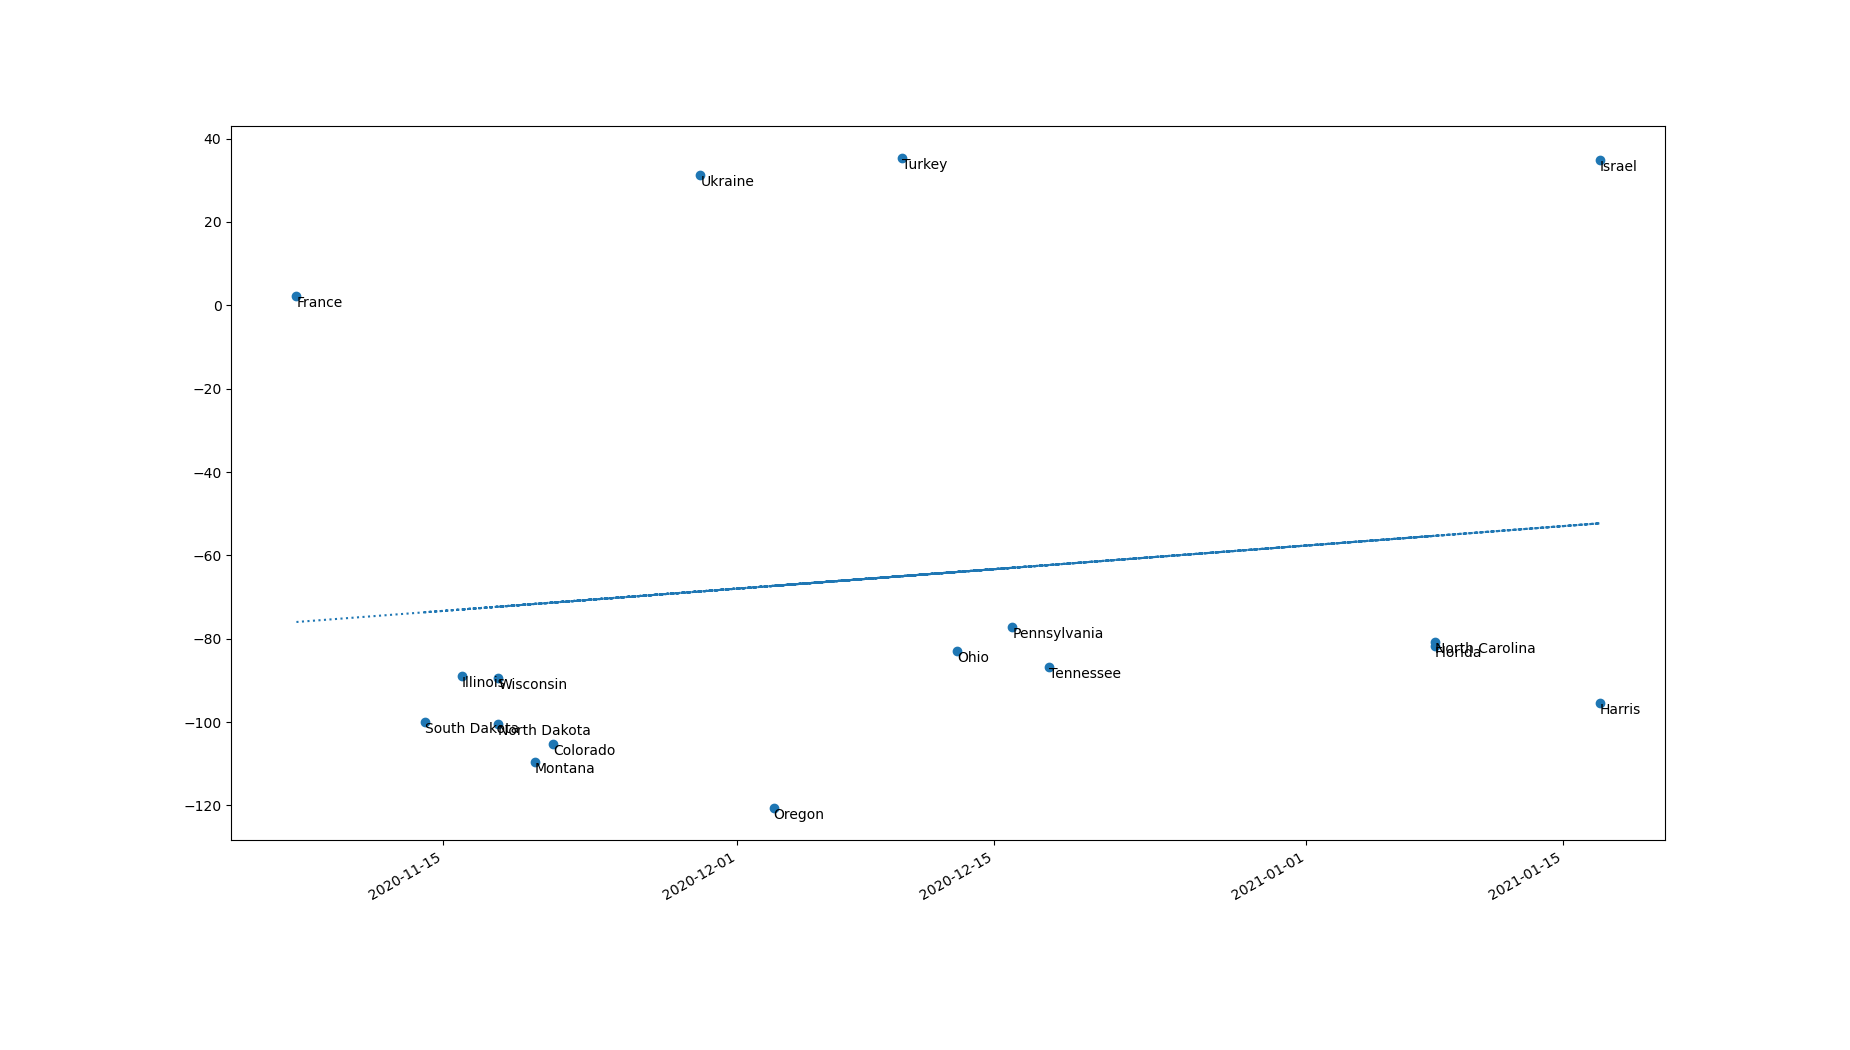 40
20
0
−20
−40
−60
−80
−100
−120
Turkey
Israel
Ukraine
France
Pennsylvania
North Carolina
Florida
Ohio
Tennessee
Illinois
Wisconsin
Harris
South Dakota
North Dakota
Colorado
Montana
Oregon
2020-11-15
2020-12-01
2020-12-15
2021-01-01
2021-01-15